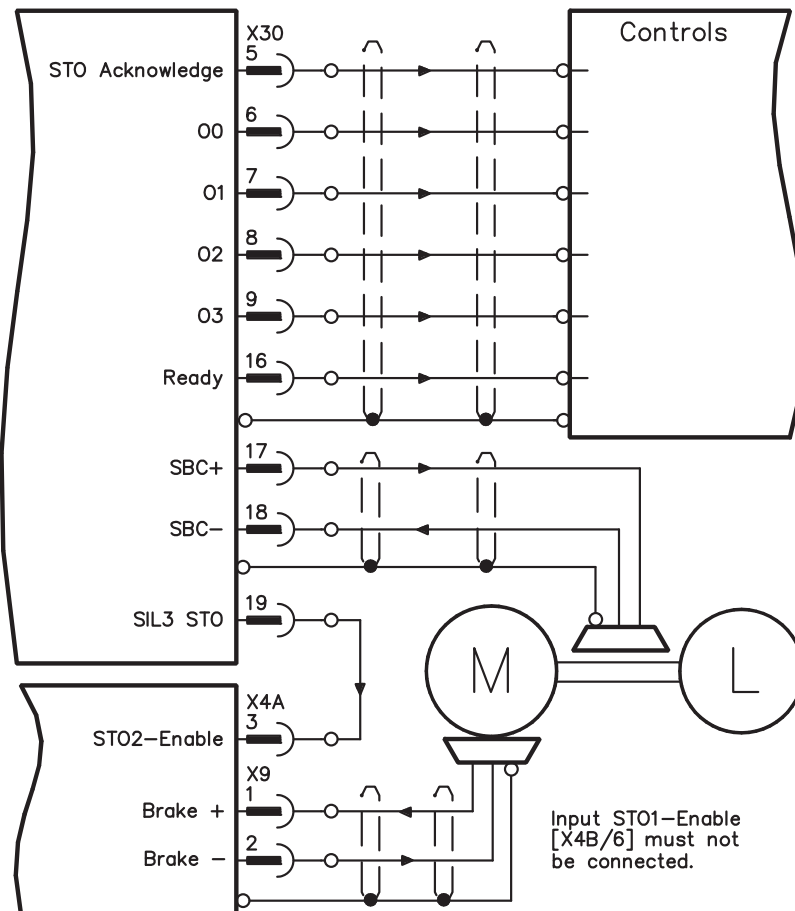 X30
Controls
5
STO Acknowledge
6
O0
7
O1
8
O2
9
O3
16
Ready
17
SBC+
18
SBC-
19
SIL3 STO
M
L
X4A
3
STO2-Enable
X9
1
Brake +
2
Brake -
Input STO1-Enable
[X4B/6] must not
be connected.